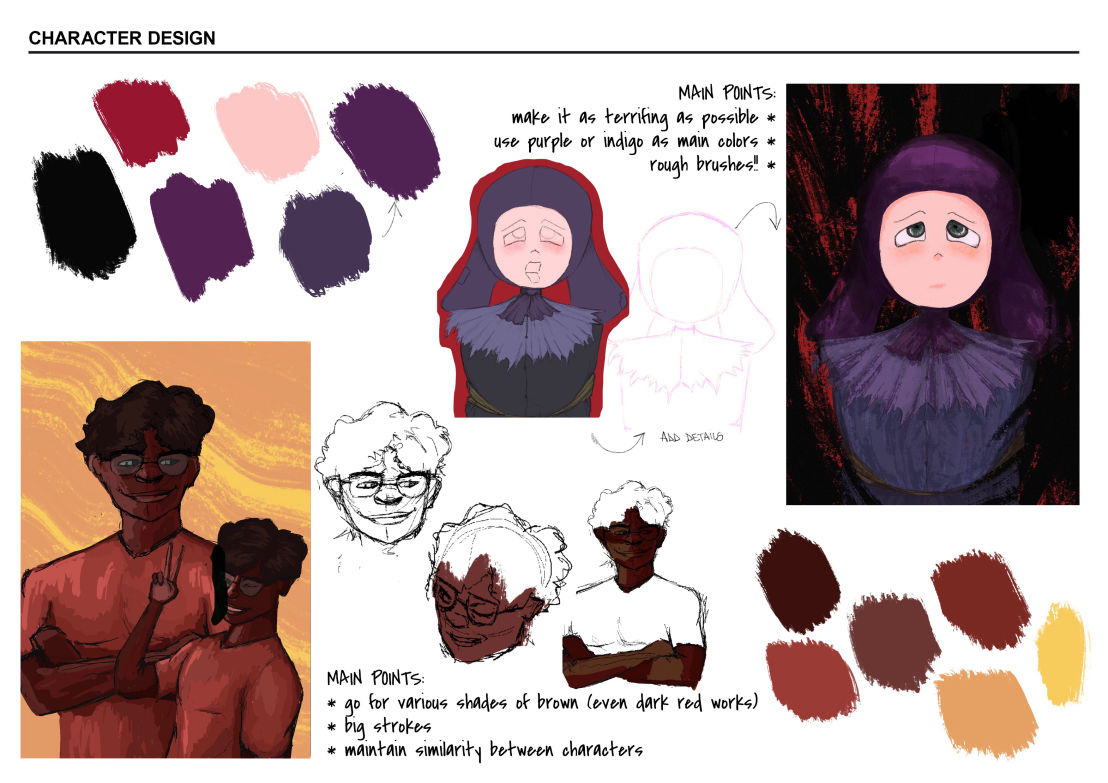 CHARACTER DESIGN
MAIN POINTS:
make it as terrifing as possible *
use purple or indigo as main colors *
rough brushes!! *
ADD DETAILS
MAIN POINTS:
* go for various shades of brown (even dark red works)
* big strokes
* maintain similarity between characters